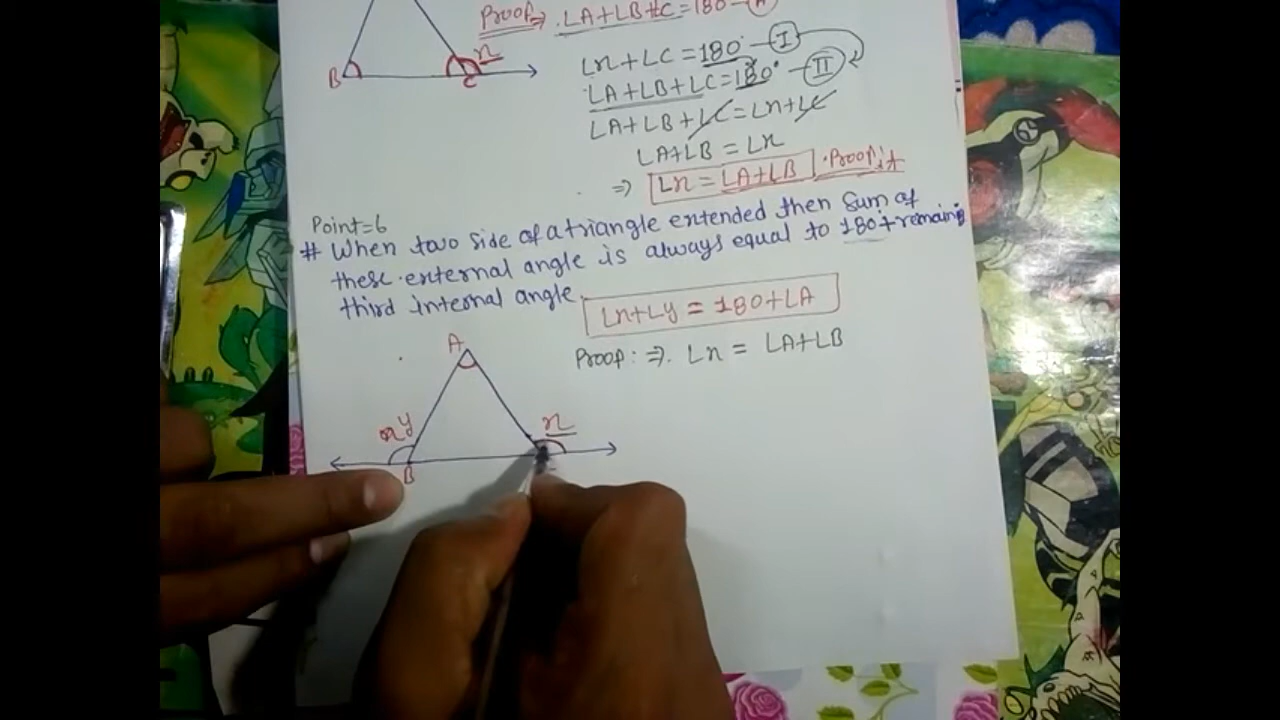 Proof⇒ ∠A+∠B+∠C=180 — A
B
x
C
∠x+∠C = 180° — I
∠A+∠B+∠C=180° — II
∠A+∠B+∠C=∠x+∠C
∠A+∠B = ∠x
⇒ ∠x = ∠A+∠B Proof it
Point=6
# When two side of a triangle extended then sum of
these external angle is always equal to 180+remaining
third internal angle.
∠x+∠y = 180+∠A
Proof: ⇒ ∠x = ∠A+∠B
A
y
x
B